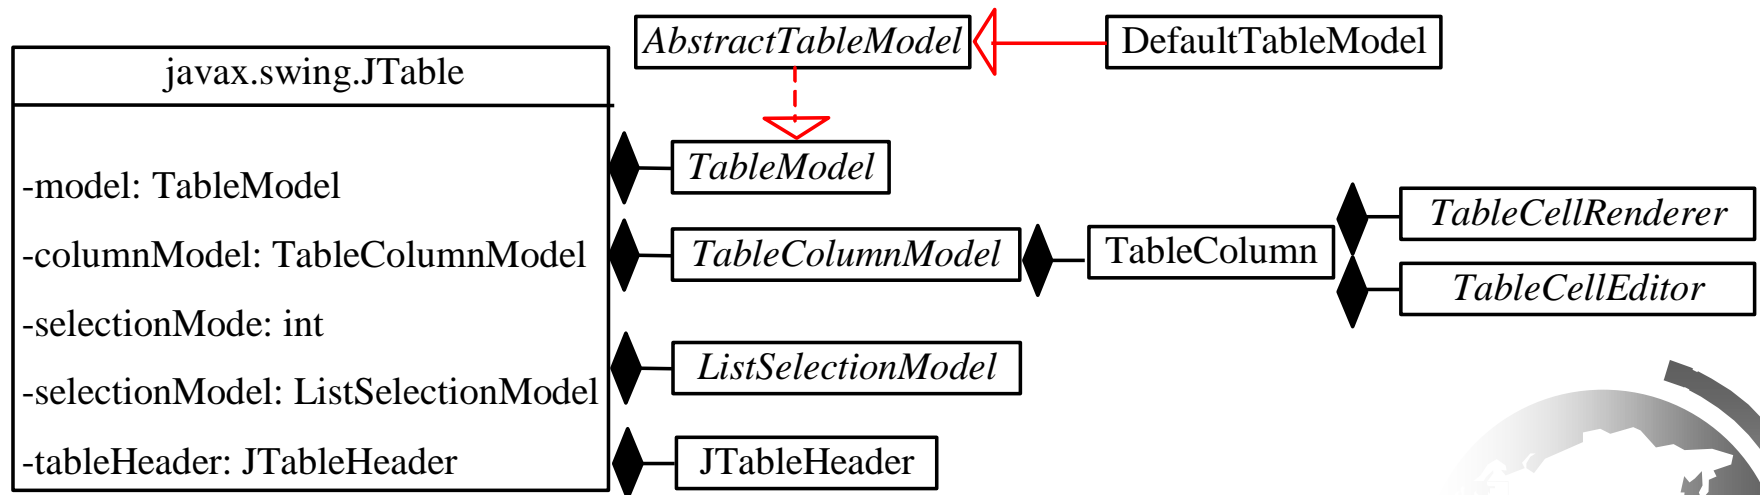 AbstractTableModel
DefaultTableModel
javax.swing.JTable
-model: TableModel
-columnModel: TableColumnModel
-selectionMode: int
-selectionModel: ListSelectionModel
-tableHeader: JTableHeader
TableModel
TableColumnModel
TableColumn
TableCellRenderer
TableCellEditor
ListSelectionModel
JTableHeader